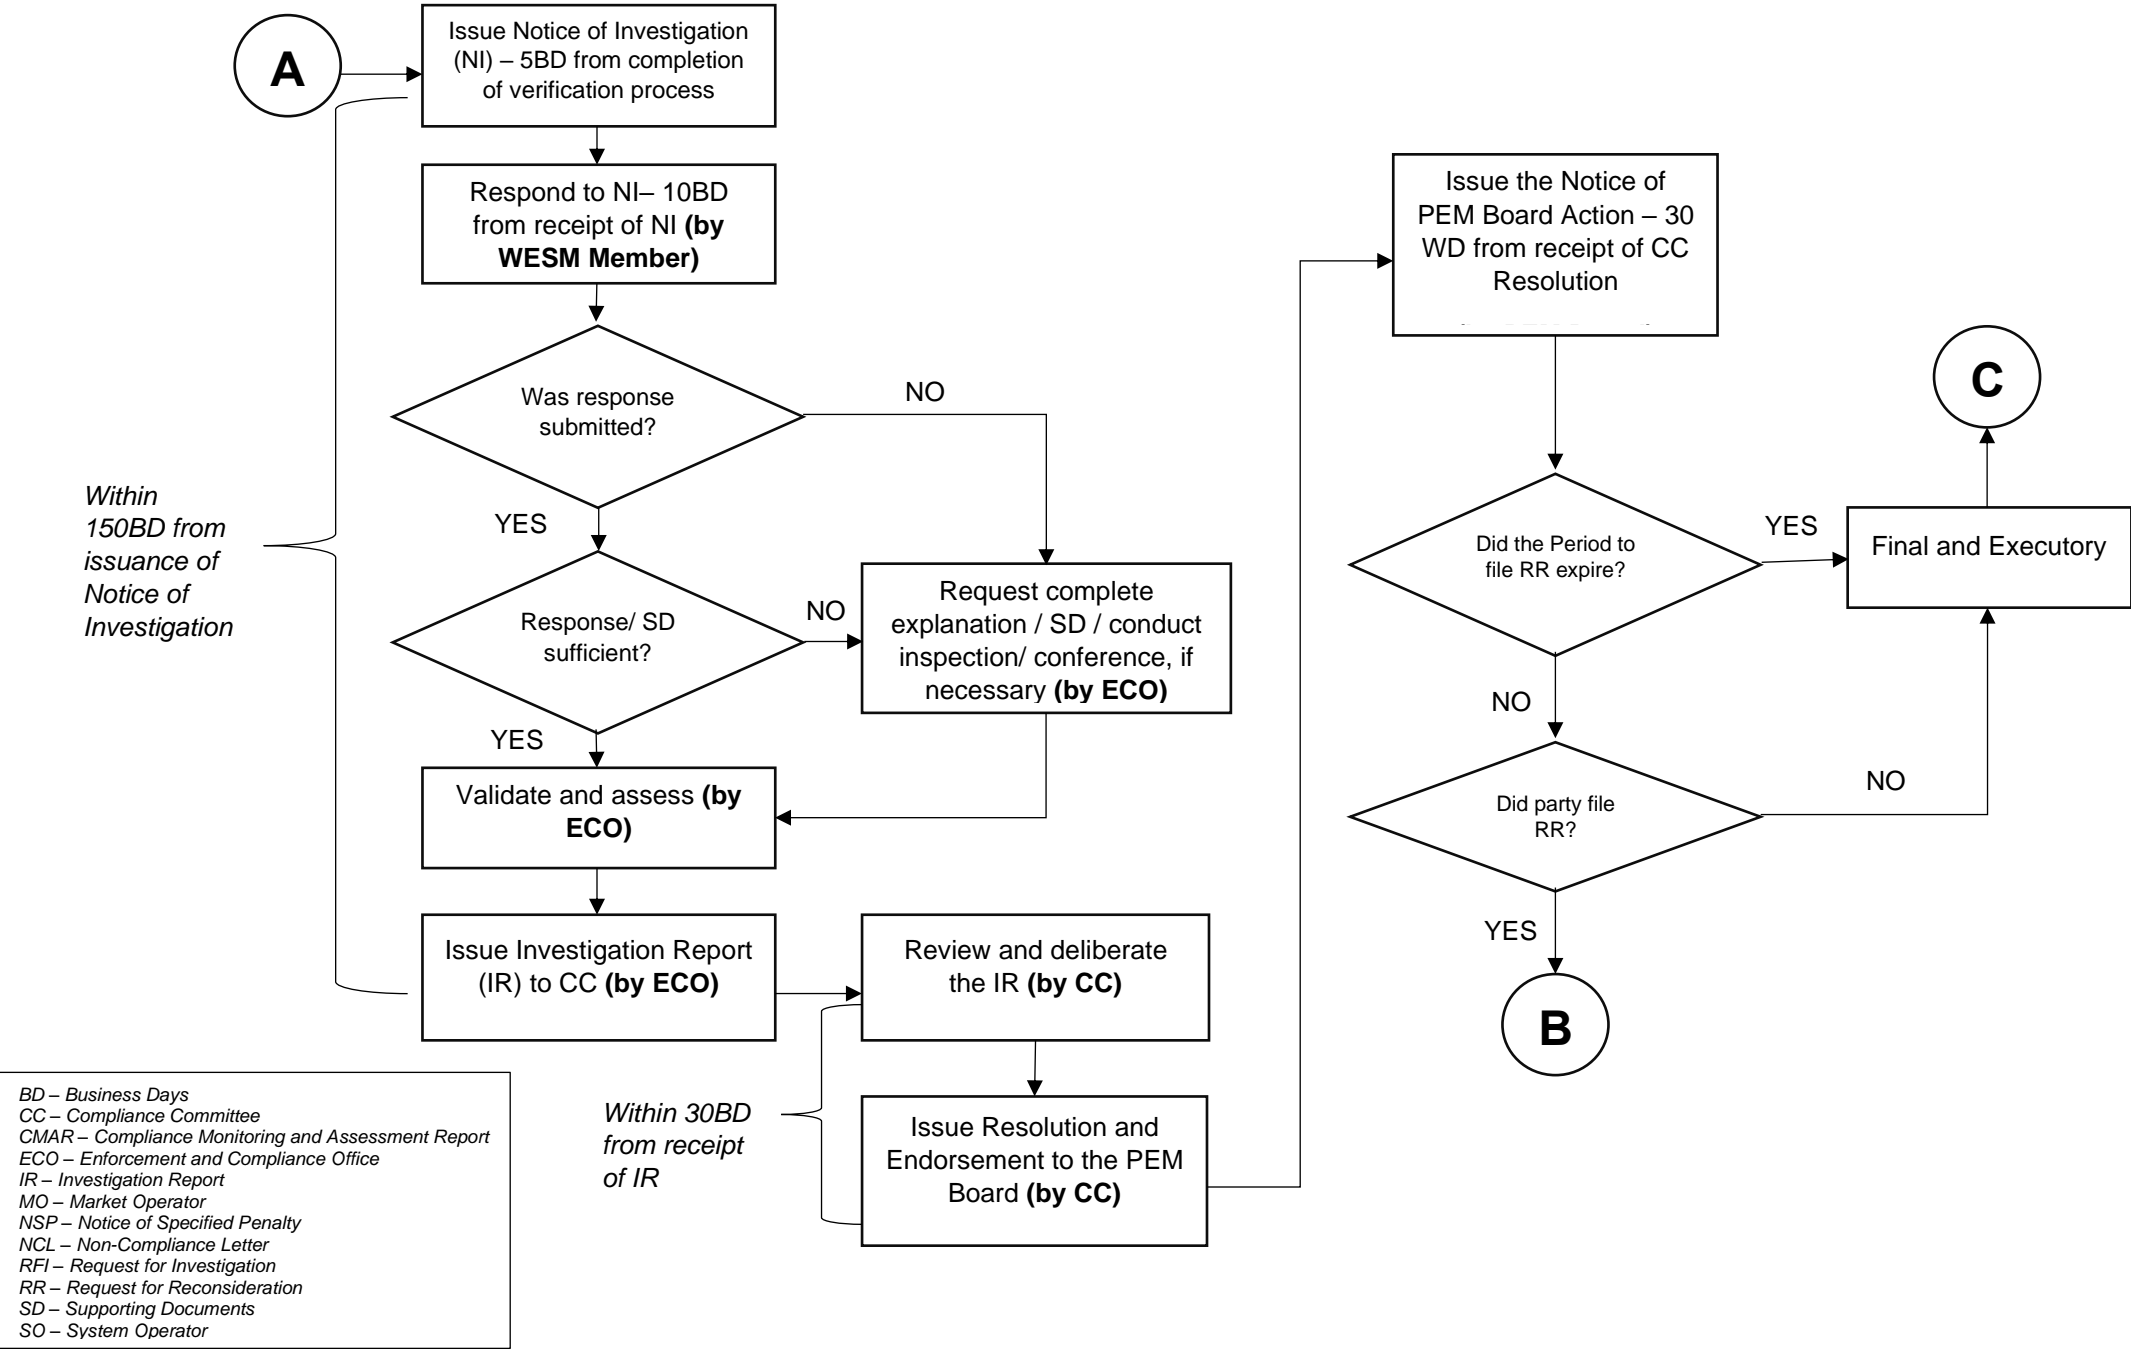 A
Issue Notice of Investigation
(NI) – 5BD from completion
of verification process
Respond to NI– 10BD
from receipt of NI (by
WESM Member)
Was response
submitted?
NO
YES
Response/ SD
sufficient?
NO
Request complete
explanation / SD / conduct
inspection/ conference, if
necessary (by ECO)
YES
Validate and assess (by
ECO)
Issue Investigation Report
(IR) to CC (by ECO)
Within
150BD from
issuance of
Notice of
Investigation
Review and deliberate
the IR (by CC)
Within 30BD
from receipt
of IR
Issue Resolution and
Endorsement to the PEM
Board (by CC)
Issue the Notice of
PEM Board Action – 30
WD from receipt of CC
Resolution
Did the Period to
file RR expire?
YES
Final and Executory
C
NO
Did party file
RR?
NO
YES
B
BD – Business Days
CC – Compliance Committee
CMAR – Compliance Monitoring and Assessment Report
ECO – Enforcement and Compliance Office
IR – Investigation Report
MO – Market Operator
NSP – Notice of Specified Penalty
NCL – Non-Compliance Letter
RFI – Request for Investigation
RR – Request for Reconsideration
SD – Supporting Documents
SO – System Operator